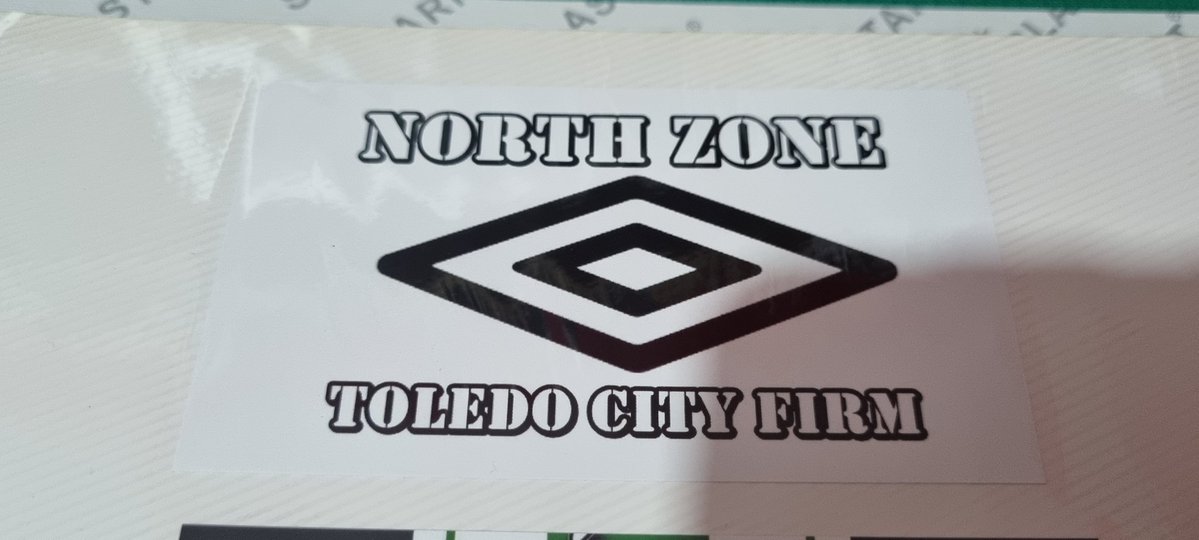 NORTH ZONE
TOLEDO CITY FIRM